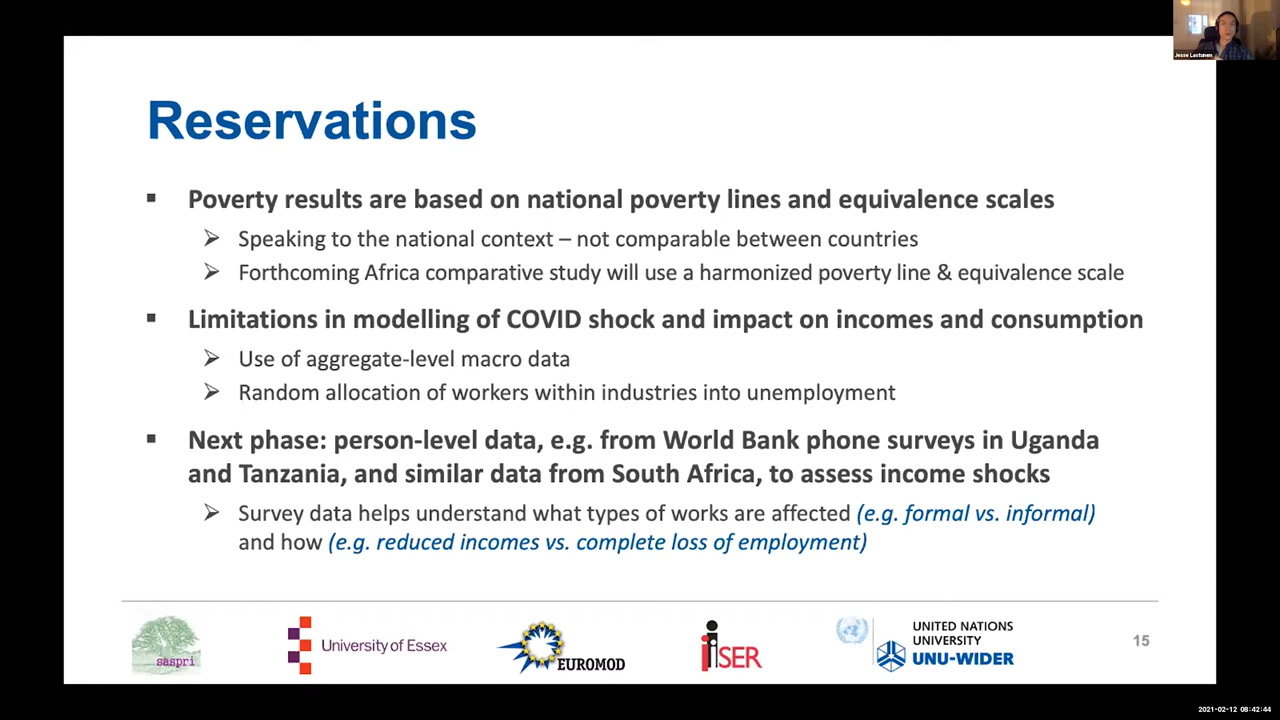 Jesse Lastunen
Reservations
▪ Poverty results are based on national poverty lines and equivalence scales
➢ Speaking to the national context – not comparable between countries
➢ Forthcoming Africa comparative study will use a harmonized poverty line & equivalence scale
▪ Limitations in modelling of COVID shock and impact on incomes and consumption
➢ Use of aggregate-level macro data
➢ Random allocation of workers within industries into unemployment
▪ Next phase: person-level data, e.g. from World Bank phone surveys in Uganda
and Tanzania, and similar data from South Africa, to assess income shocks
➢ Survey data helps understand what types of works are affected (e.g. formal vs. informal)
and how (e.g. reduced incomes vs. complete loss of employment)
saspri
University of Essex
EUROMOD
iSER
UNITED NATIONS
UNIVERSITY
UNU-WIDER
15
2021-02-12 08:42:44